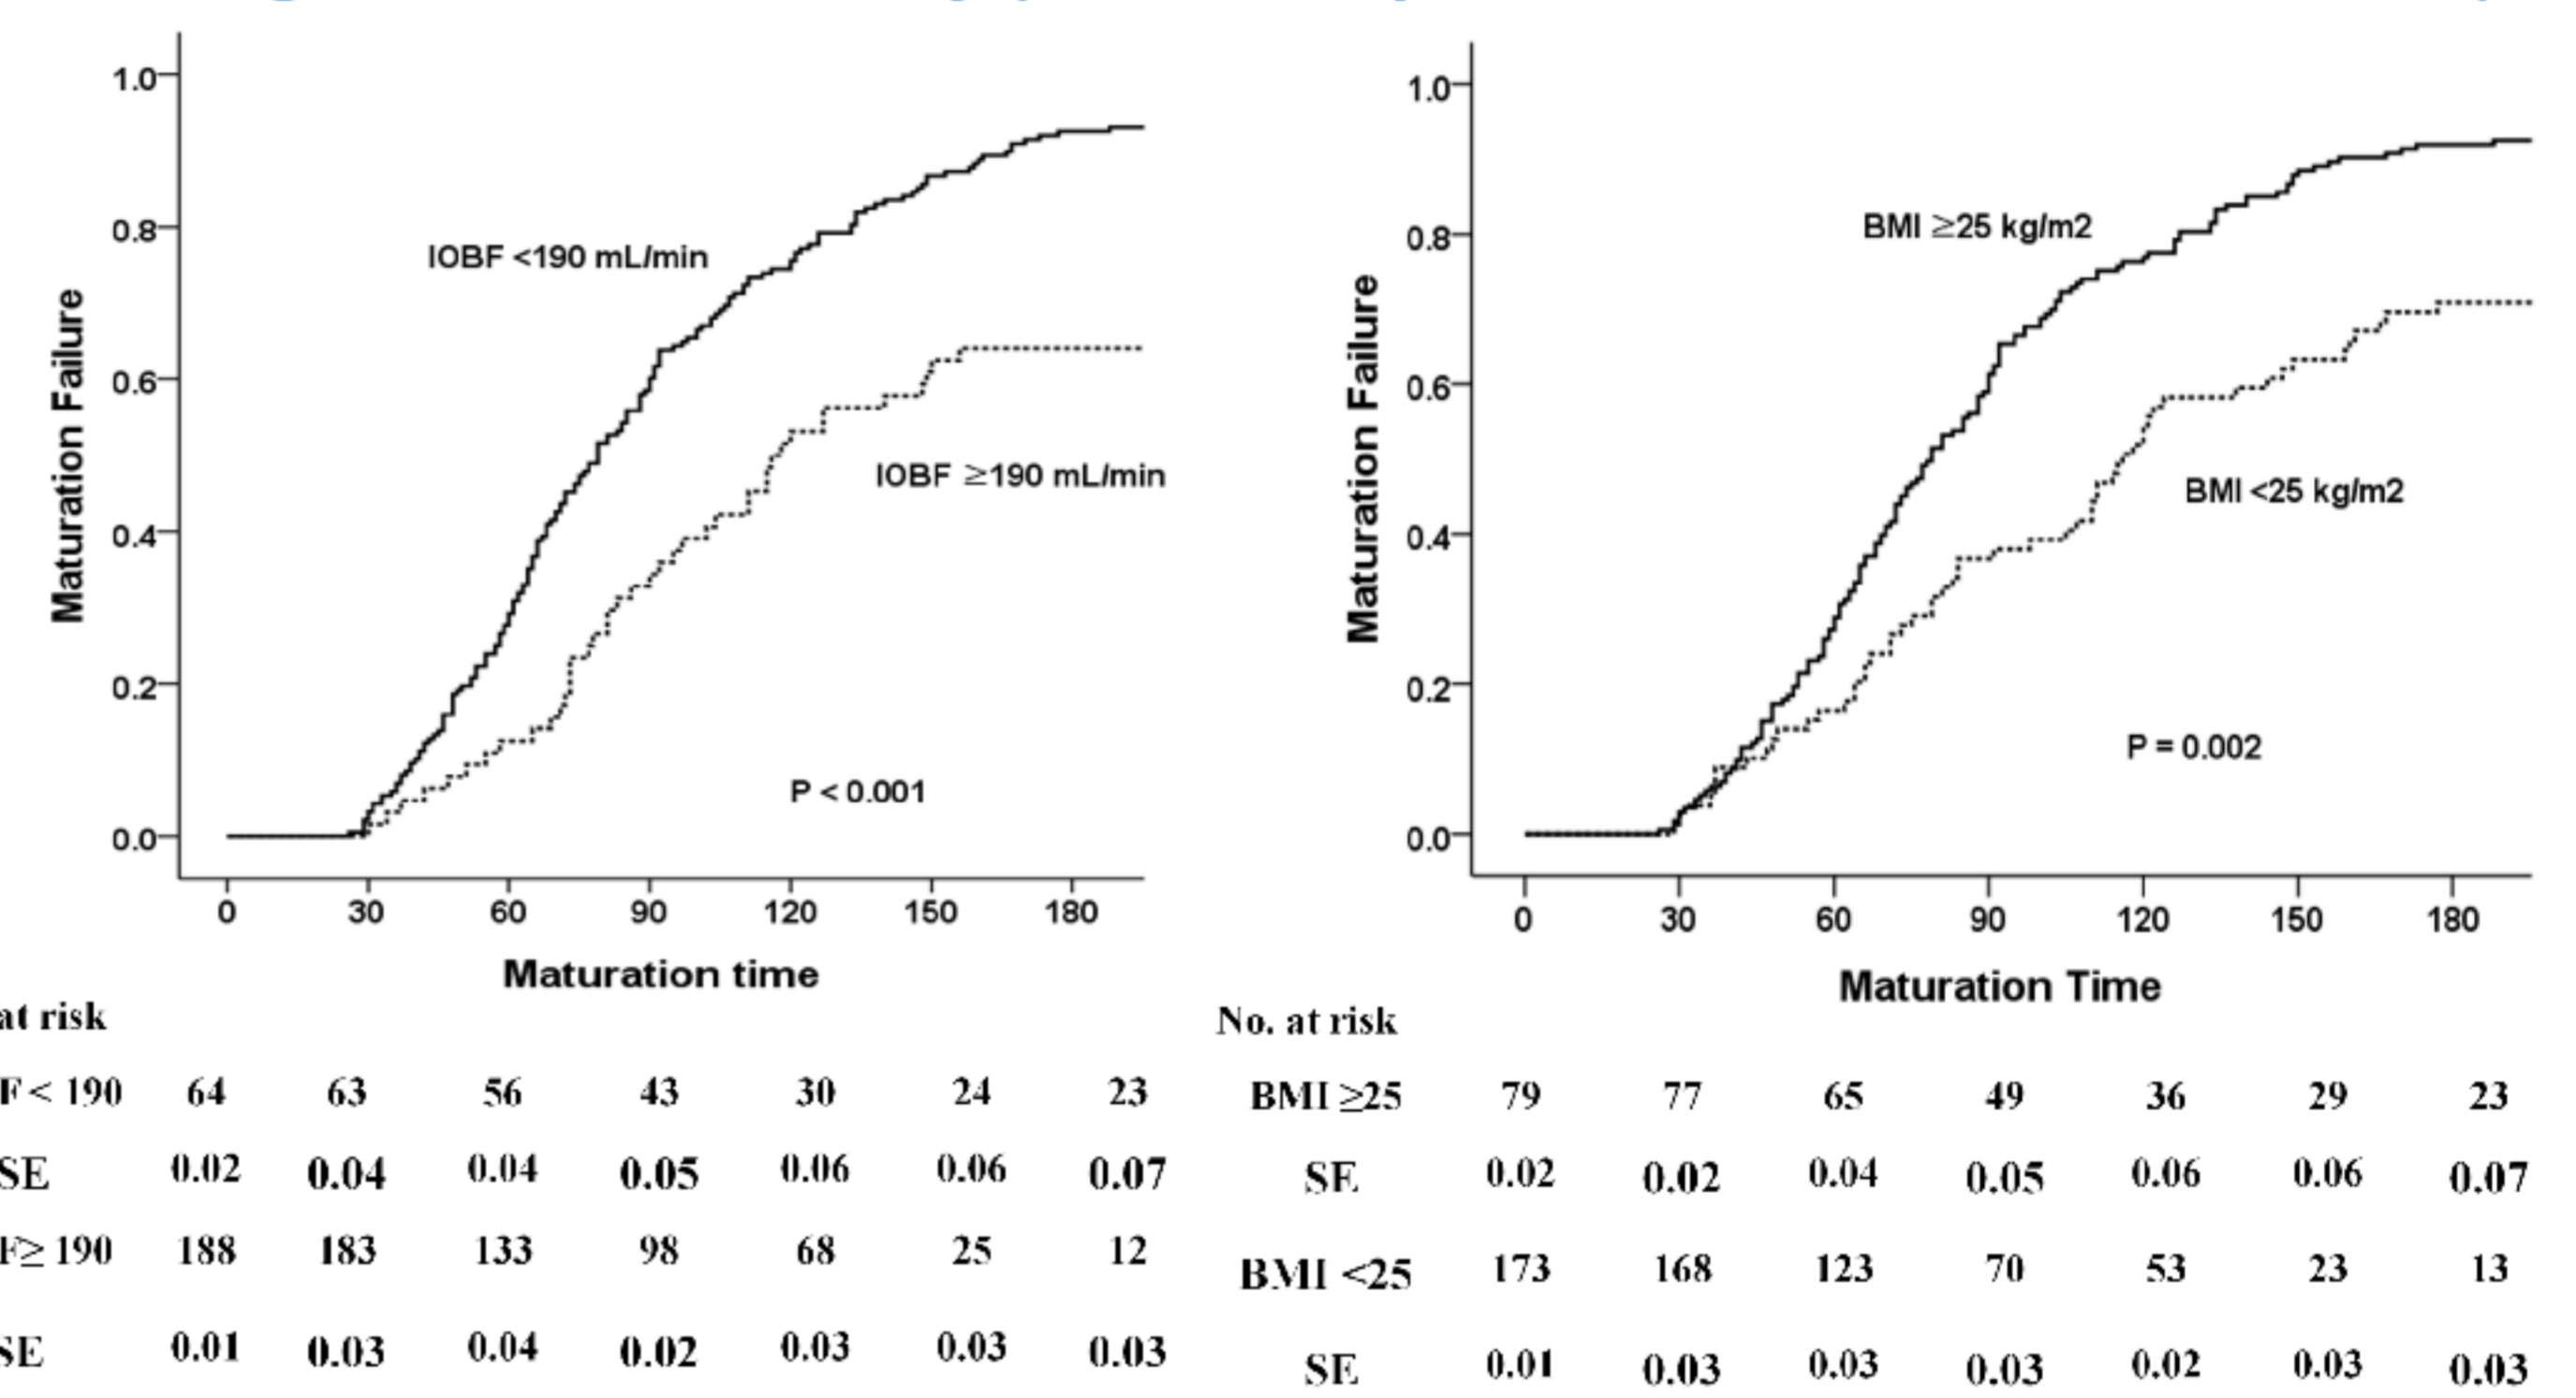 1.0
0.8
0.6
0.4
0.2
0.0
Maturation Failure
IOBF <190 mL/min
IOBF ≥190 mL/min
P < 0.001
0 30 60 90 120 150 180
Maturation time
at risk
F < 190 64 63 56 43 30 24 23
SE 0.02 0.04 0.04 0.05 0.06 0.06 0.07
F≥ 190 188 183 133 98 68 25 12
SE 0.01 0.03 0.04 0.02 0.03 0.03 0.03
1.0
0.8
0.6
0.4
0.2
0.0
Maturation Failure
BMI ≥25 kg/m2
BMI <25 kg/m2
P = 0.002
0 30 60 90 120 150 180
Maturation Time
No. at risk
BMI ≥25 79 77 65 49 36 29 23
SE 0.02 0.02 0.04 0.05 0.06 0.06 0.07
BMI <25 173 168 123 70 53 23 13
SE 0.01 0.03 0.03 0.03 0.02 0.03 0.03